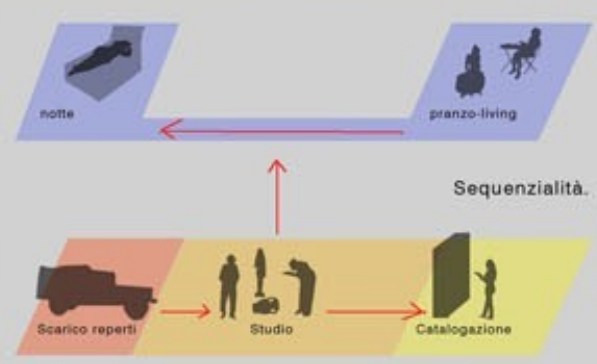 notte
pranzo-living
Sequenzialità.
Scarico reperti
Studio
Catalogazione